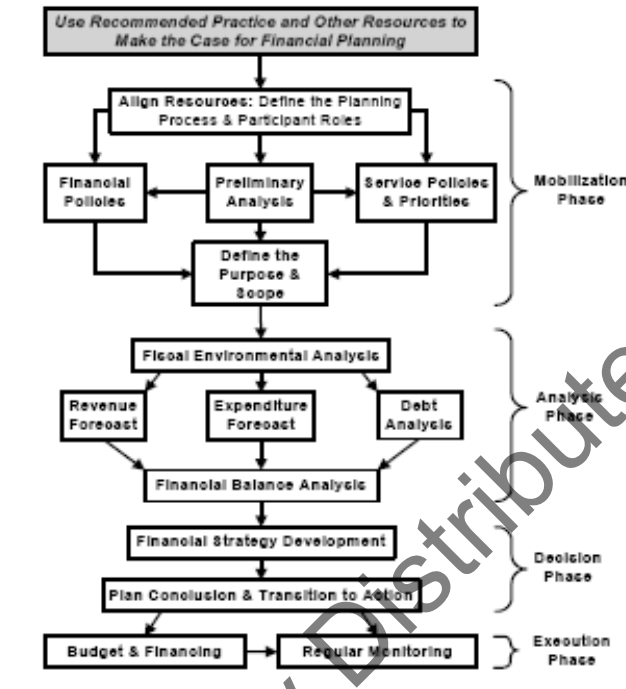 Use Recommended Practice and Other Resources to
Make the Case for Financial Planning
Align Resources: Define the Planning
Process & Participant Roles
Financial
Policies
Preliminary
Analysis
Service Policies
& Priorities
Mobilization
Phase
Define the
Purpose &
Scope
Fiscal Environmental Analysis
Revenue
Forecast
Expenditure
Forecast
Debt
Analysis
Analysis
Phase
Financial Balance Analysis
Financial Strategy Development
Decision
Phase
Plan Conclusion & Transition to Action
Budget & Financing
Regular Monitoring
Execution
Phase
Distribute